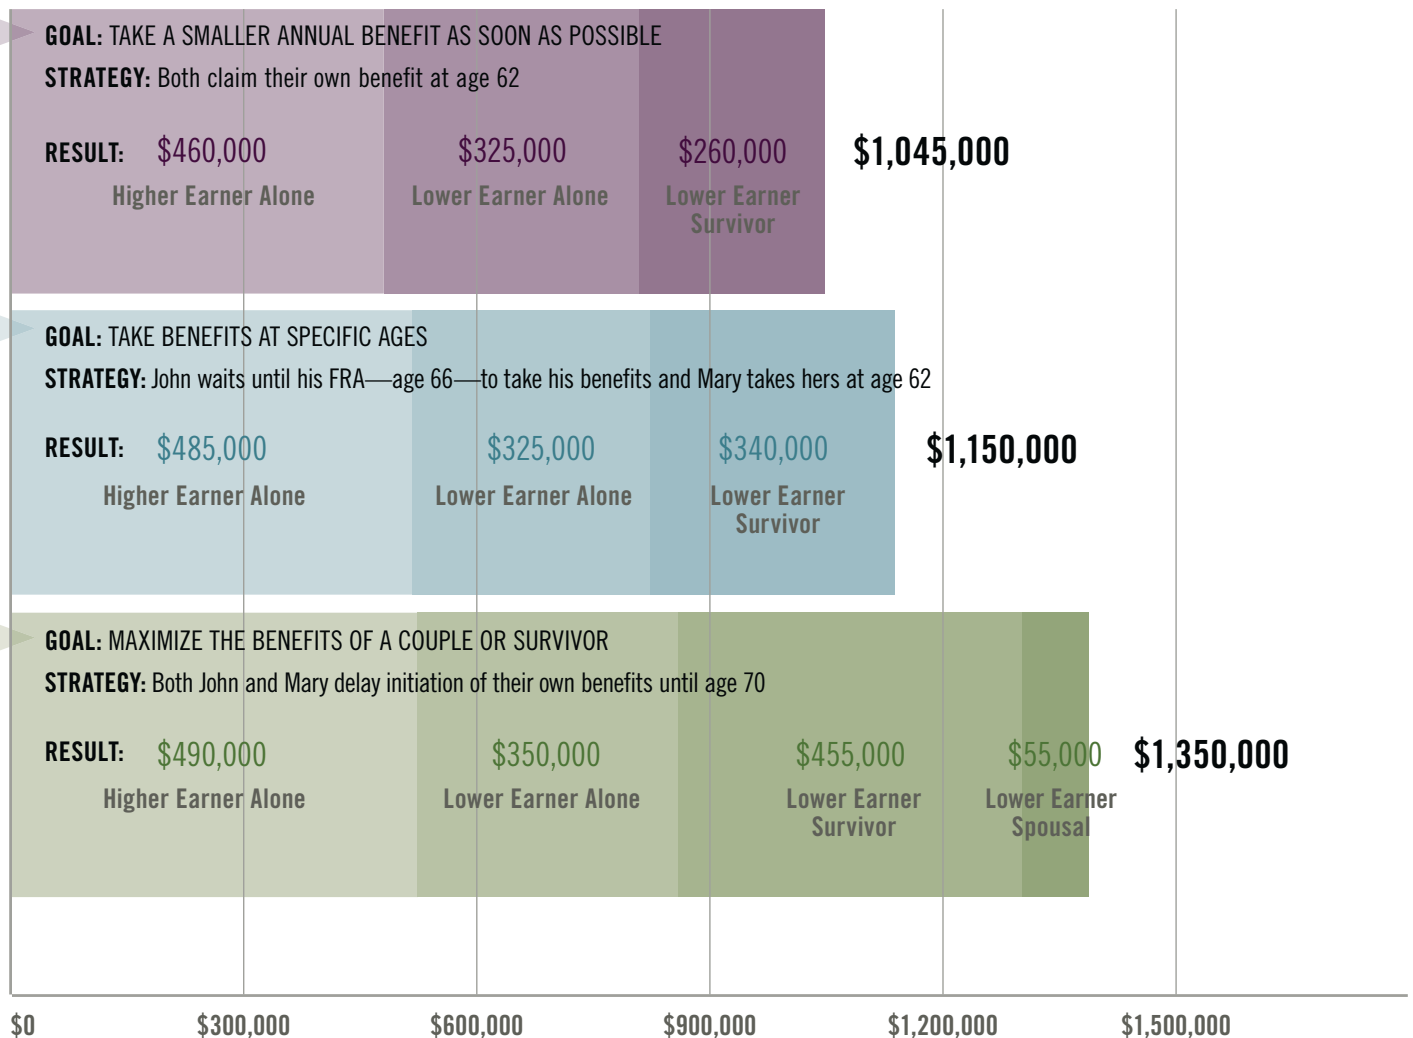 GOAL: TAKE A SMALLER ANNUAL BENEFIT AS SOON AS POSSIBLE
STRATEGY: Both claim their own benefit at age 62
RESULT: $460,000 $325,000 $260,000 $1,045,000
Higher Earner Alone Lower Earner Alone Lower Earner
Survivor
GOAL: TAKE BENEFITS AT SPECIFIC AGES
STRATEGY: John waits until his FRA—age 66—to take his benefits and Mary takes hers at age 62
RESULT: $485,000 $325,000 $340,000 $1,150,000
Higher Earner Alone Lower Earner Alone Lower Earner
Survivor
GOAL: MAXIMIZE THE BENEFITS OF A COUPLE OR SURVIVOR
STRATEGY: Both John and Mary delay initiation of their own benefits until age 70
RESULT: $490,000 $350,000 $455,000 $55,000 $1,350,000
Higher Earner Alone Lower Earner Alone Lower Earner Lower Earner
Survivor Spousal
$0 $300,000 $600,000 $900,000 $1,200,000 $1,500,000